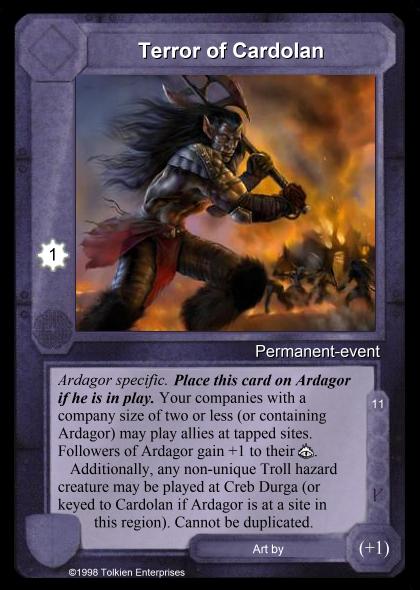 Terror of Cardolan
1
Permanent-event
Ardagor specific. Place this card on Ardagor
if he is in play. Your companies with a
company size of two or less (or containing
Ardagor) may play allies at tapped sites.
Followers of Ardagor gain +1 to their .
Additionally, any non-unique Troll hazard
creature may be played at Creb Durga (or
keyed to Cardolan if Ardagor is at a site in
this region). Cannot be duplicated.
11
Art by
(+1)
©1998 Tolkien Enterprises